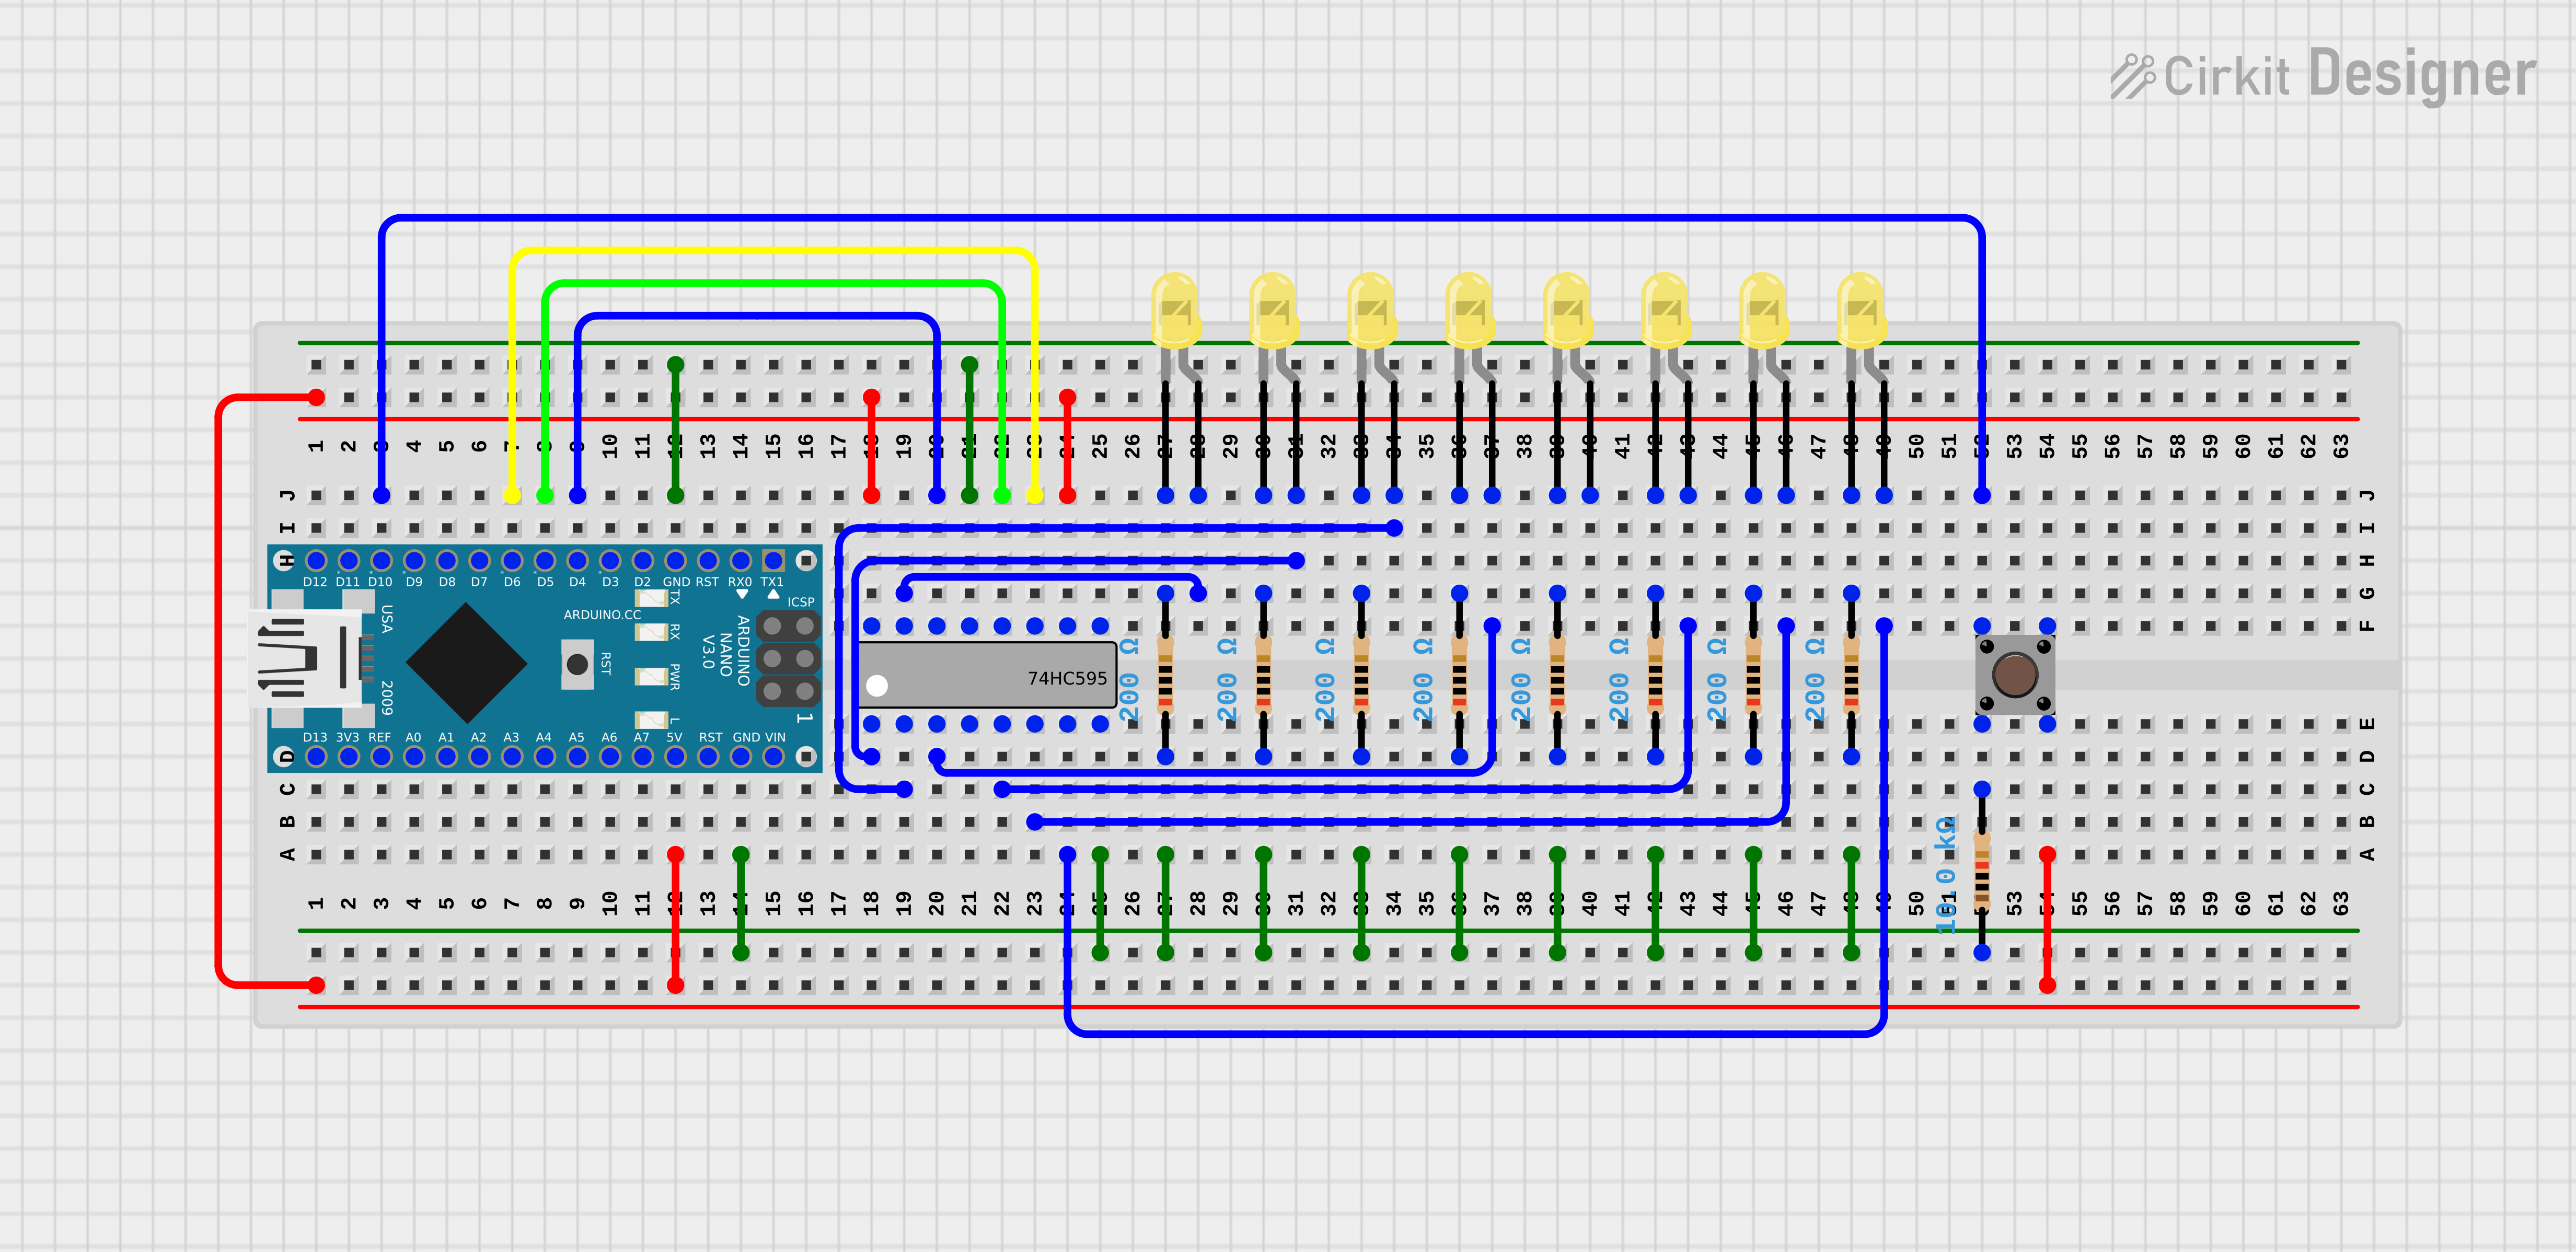 Cirkit Designer
1 2 3 4 5 6 7 8 9 10 11 12 13 14 15 16 17 18 19 20 21 22 23 24 25 26 27 28 29 30 31 32 33 34 35 36 37 38 39 40 41 42 43 44 45 46 47 48 49 50 51 52 53 54 55 56 57 58 59 60 61 62 63
J J
I I
H H
D12 D11 D10 D9 D8 D7 D6 D5 D4 D3 D2 GND RST RX0 TX1
G
ICSP
USA
ARDUINO.CC
TX
RX
RST
PWR
L
ARDUINO
NANO
V3.0
2009
1
F
74HC595
200 Ω
200 Ω
200 Ω
200 Ω
200 Ω
200 Ω
200 Ω
200 Ω
E
D13 3V3 REF A0 A1 A2 A3 A4 A5 A6 A7 5V RST GND VIN
D D
C C
B B
A A
10.0 kΩ
1 2 3 4 5 6 7 8 9 10 11 12 13 14 15 16 17 18 19 20 21 22 23 24 25 26 27 28 29 30 31 32 33 34 35 36 37 38 39 40 41 42 43 44 45 46 47 48 49 50 51 52 53 54 55 56 57 58 59 60 61 62 63